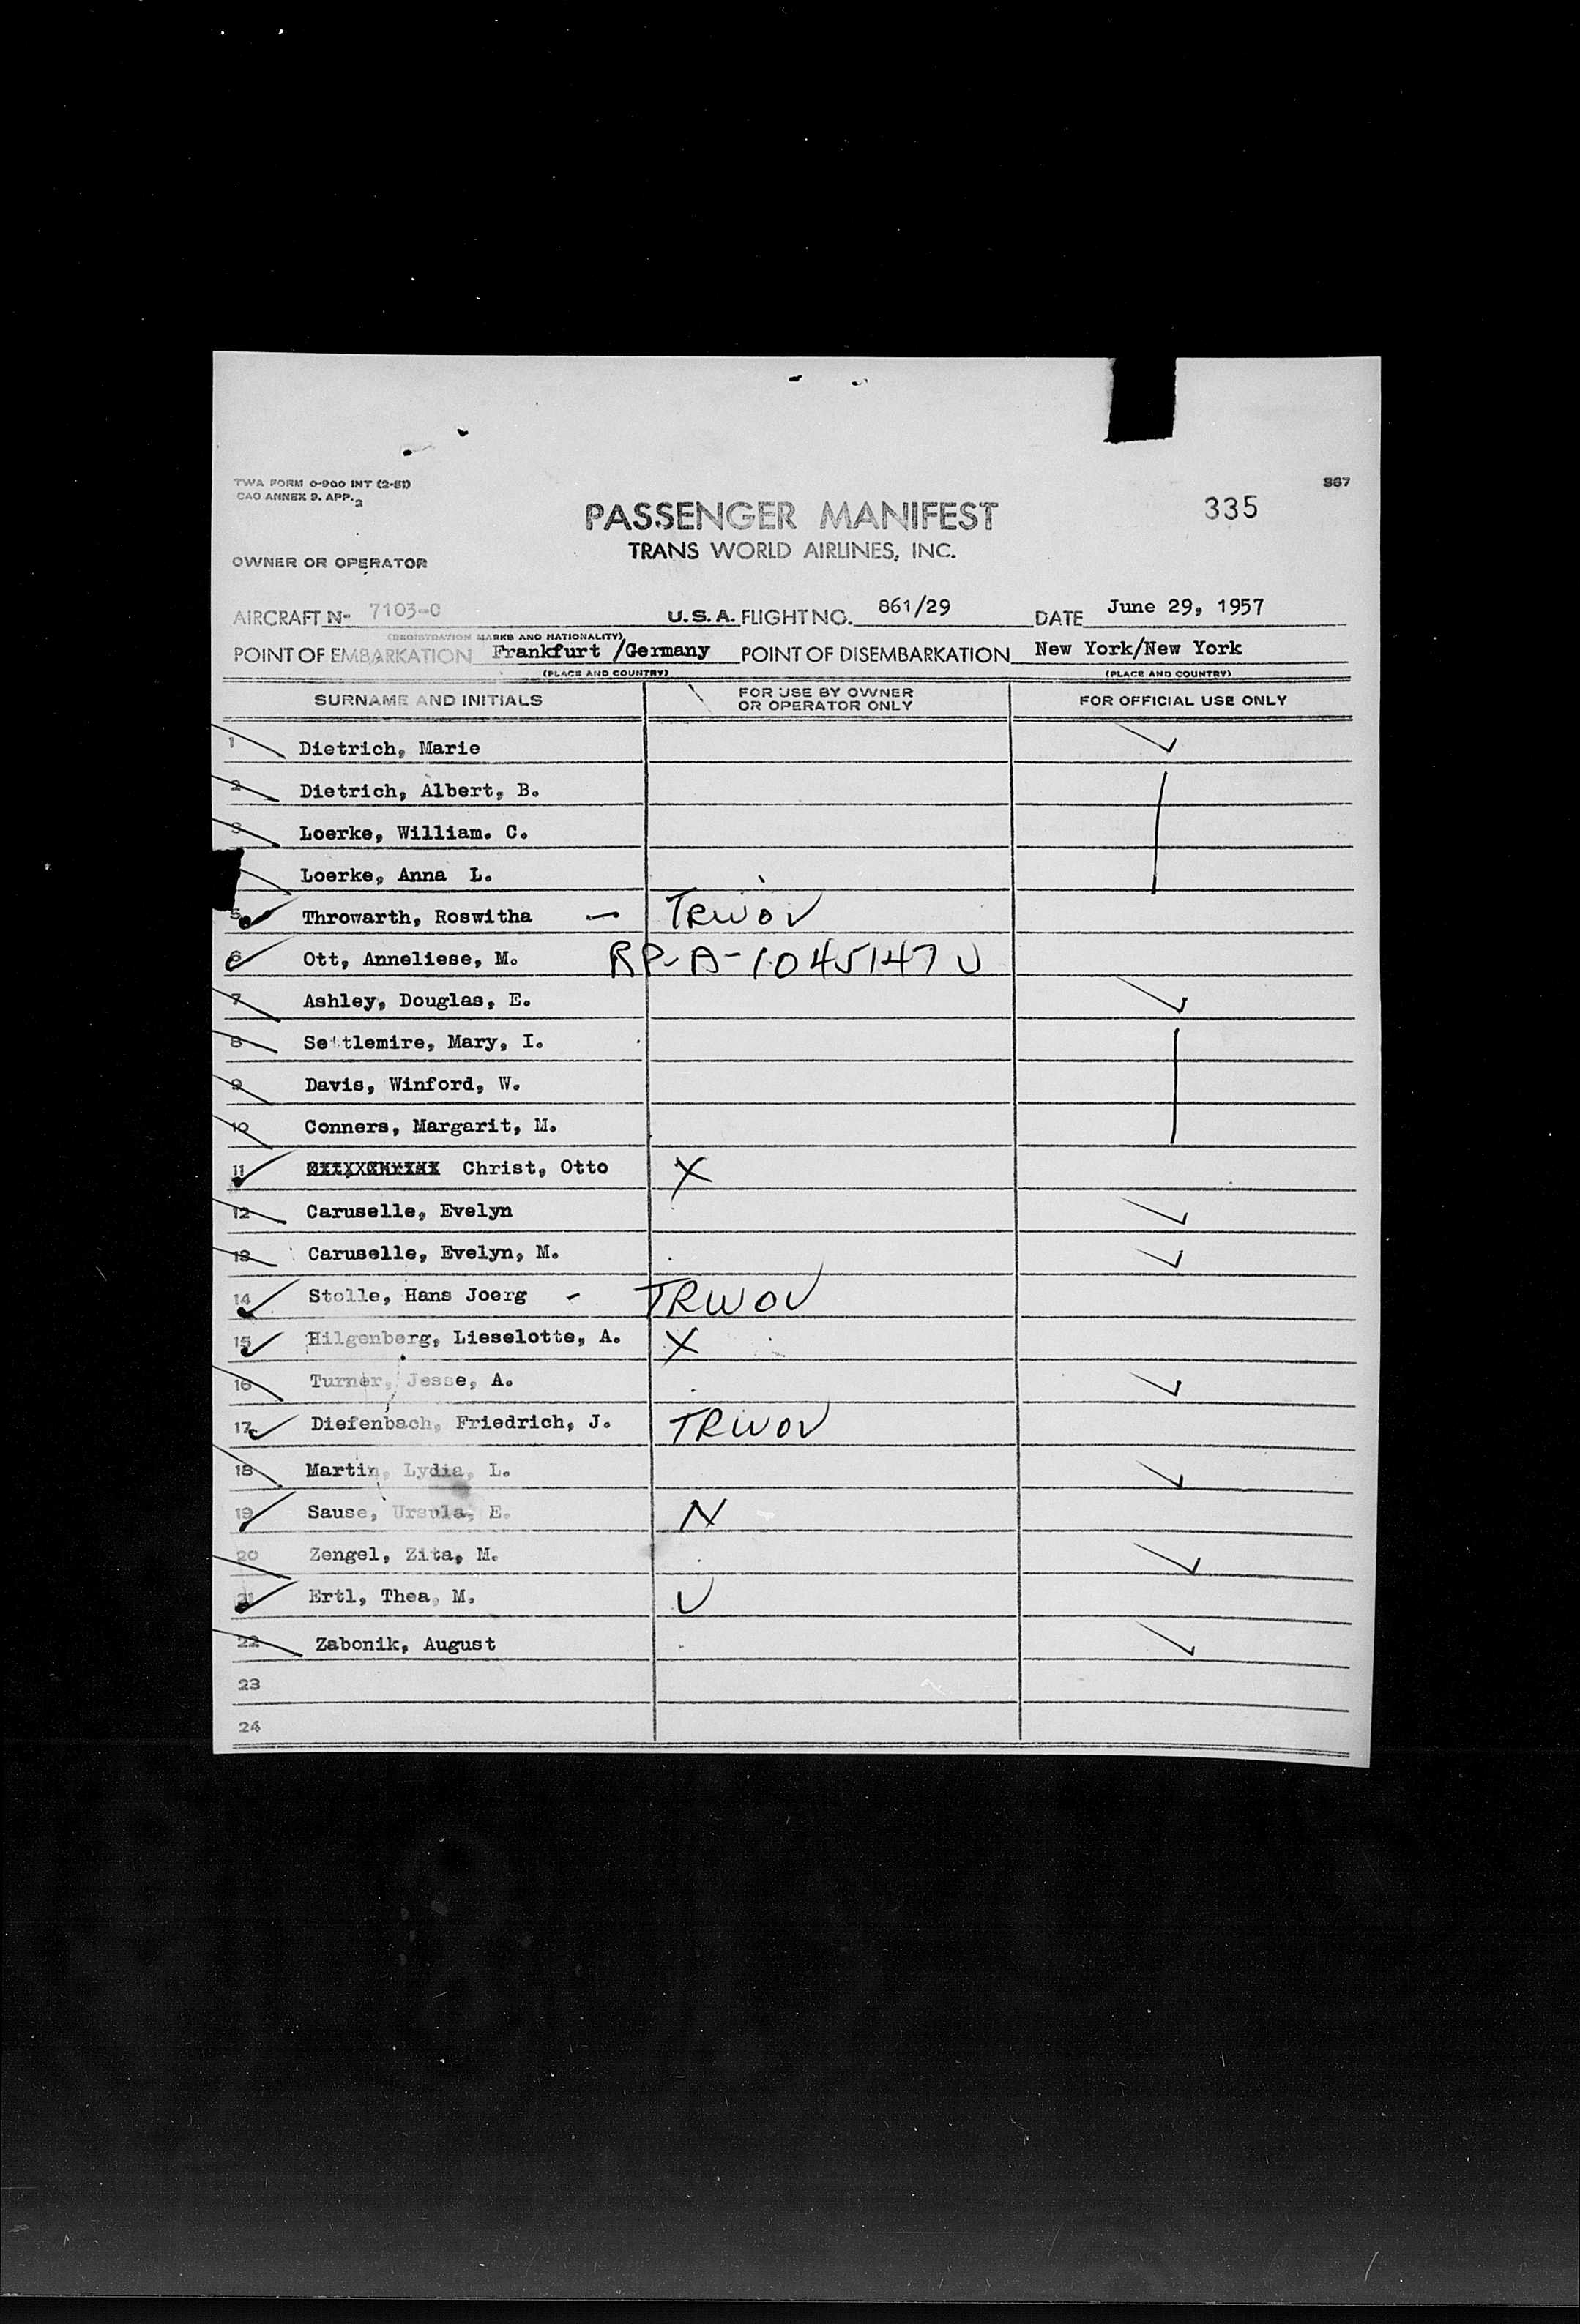 TWA FORM 0-900 INT (2-51)
CAO ANNEX 9. APP. 2
867
335
PASSENGER MANIFEST
TRANS WORLD AIRLINES, INC.
OWNER OR OPERATOR
AIRCRAFT N- 7103-C U.S.A. FLIGHT NO. 861/29 DATE June 29, 1957
(REGISTRATION MARKS AND NATIONALITY)
POINT OF EMBARKATION Frankfurt /Germany POINT OF DISEMBARKATION New York/New York
(PLACE AND COUNTRY) (PLACE AND COUNTRY)
SURNAME AND INITIALS FOR USE BY OWNER OR OPERATOR ONLY FOR OFFICIAL USE ONLY
1 Dietrich, Marie
2 Dietrich, Albert, B.
3 Loerke, William. C.
Loerke, Anna L.
5 Throwarth, Roswitha — TRWOV
6 Ott, Anneliese, M. RP-A-1045147 U
7 Ashley, Douglas, E.
8 Settlemire, Mary, I.
9 Davis, Winford, W.
10 Conners, Margarit, M.
11 Christ, Otto X
12 Caruselle, Evelyn
13 Caruselle, Evelyn, M.
14 Stolle, Hans Joerg - TRWOV
15 Hilgenberg, Lieselotte, A. X
16 Turner, Jesse, A.
17 Diefenbach, Friedrich, J. TRWOV
18 Martin, Lydia, L.
19 Sause, Ursula, E. N
20 Zengel, Zita, M.
21 Ertl, Thea, M. U
22 Zabonik, August
23
24